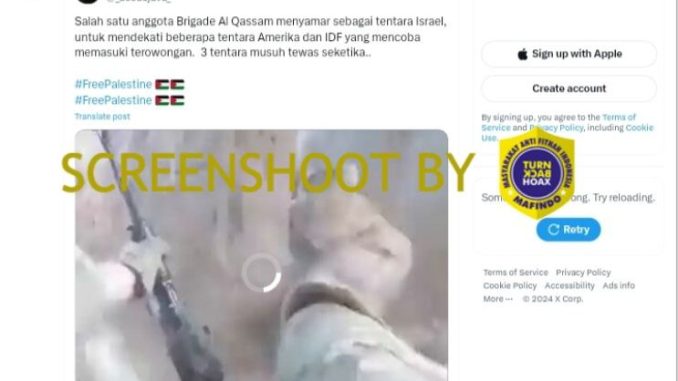 Salah satu anggota Brigade Al Qassam menyamar sebagai tentara Israel,
untuk mendekati beberapa tentara Amerika dan IDF yang mencoba
memasuki terowongan. 3 tentara musuh tewas seketika..
#FreePalestine 🇵🇸🇵🇸
#FreePalestine 🇵🇸🇵🇸
Translate post
SCREENSHOOT BY
MASYARAKAT ANTI FITNAH INDONESIA
TURN
BACK
HOAX
MAFINDO
Sign up with Apple
Create account
By signing up, you agree to the Terms of
Service and Privacy Policy, including Cookie
Use.
Try reloading.
Retry
Terms of Service Privacy Policy
Cookie Policy Accessibility Ads info
More ··· © 2024 X Corp.